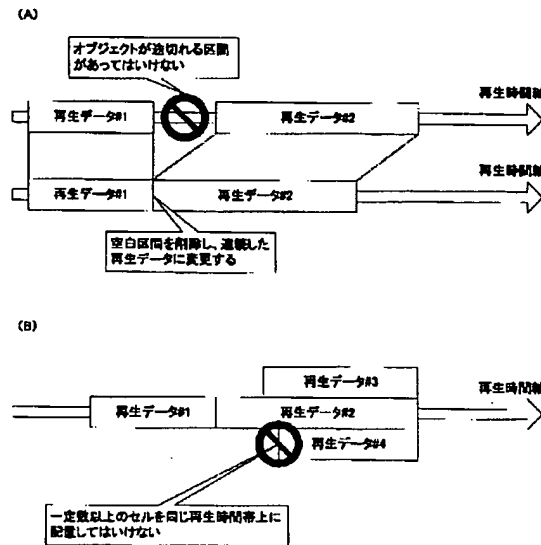 (A)
オブジェクトが途切れる区間
があってはいけない
再生時間軸
再生データ#1
再生データ#2
再生時間軸
再生データ#1
再生データ#2
空白区間を削除し、連続した
再生データに変更する
(B)
再生データ#3
再生時間軸
再生データ#1
再生データ#2
再生データ#4
一定数以上のセルを同じ再生時間帯上に
配置してはいけない